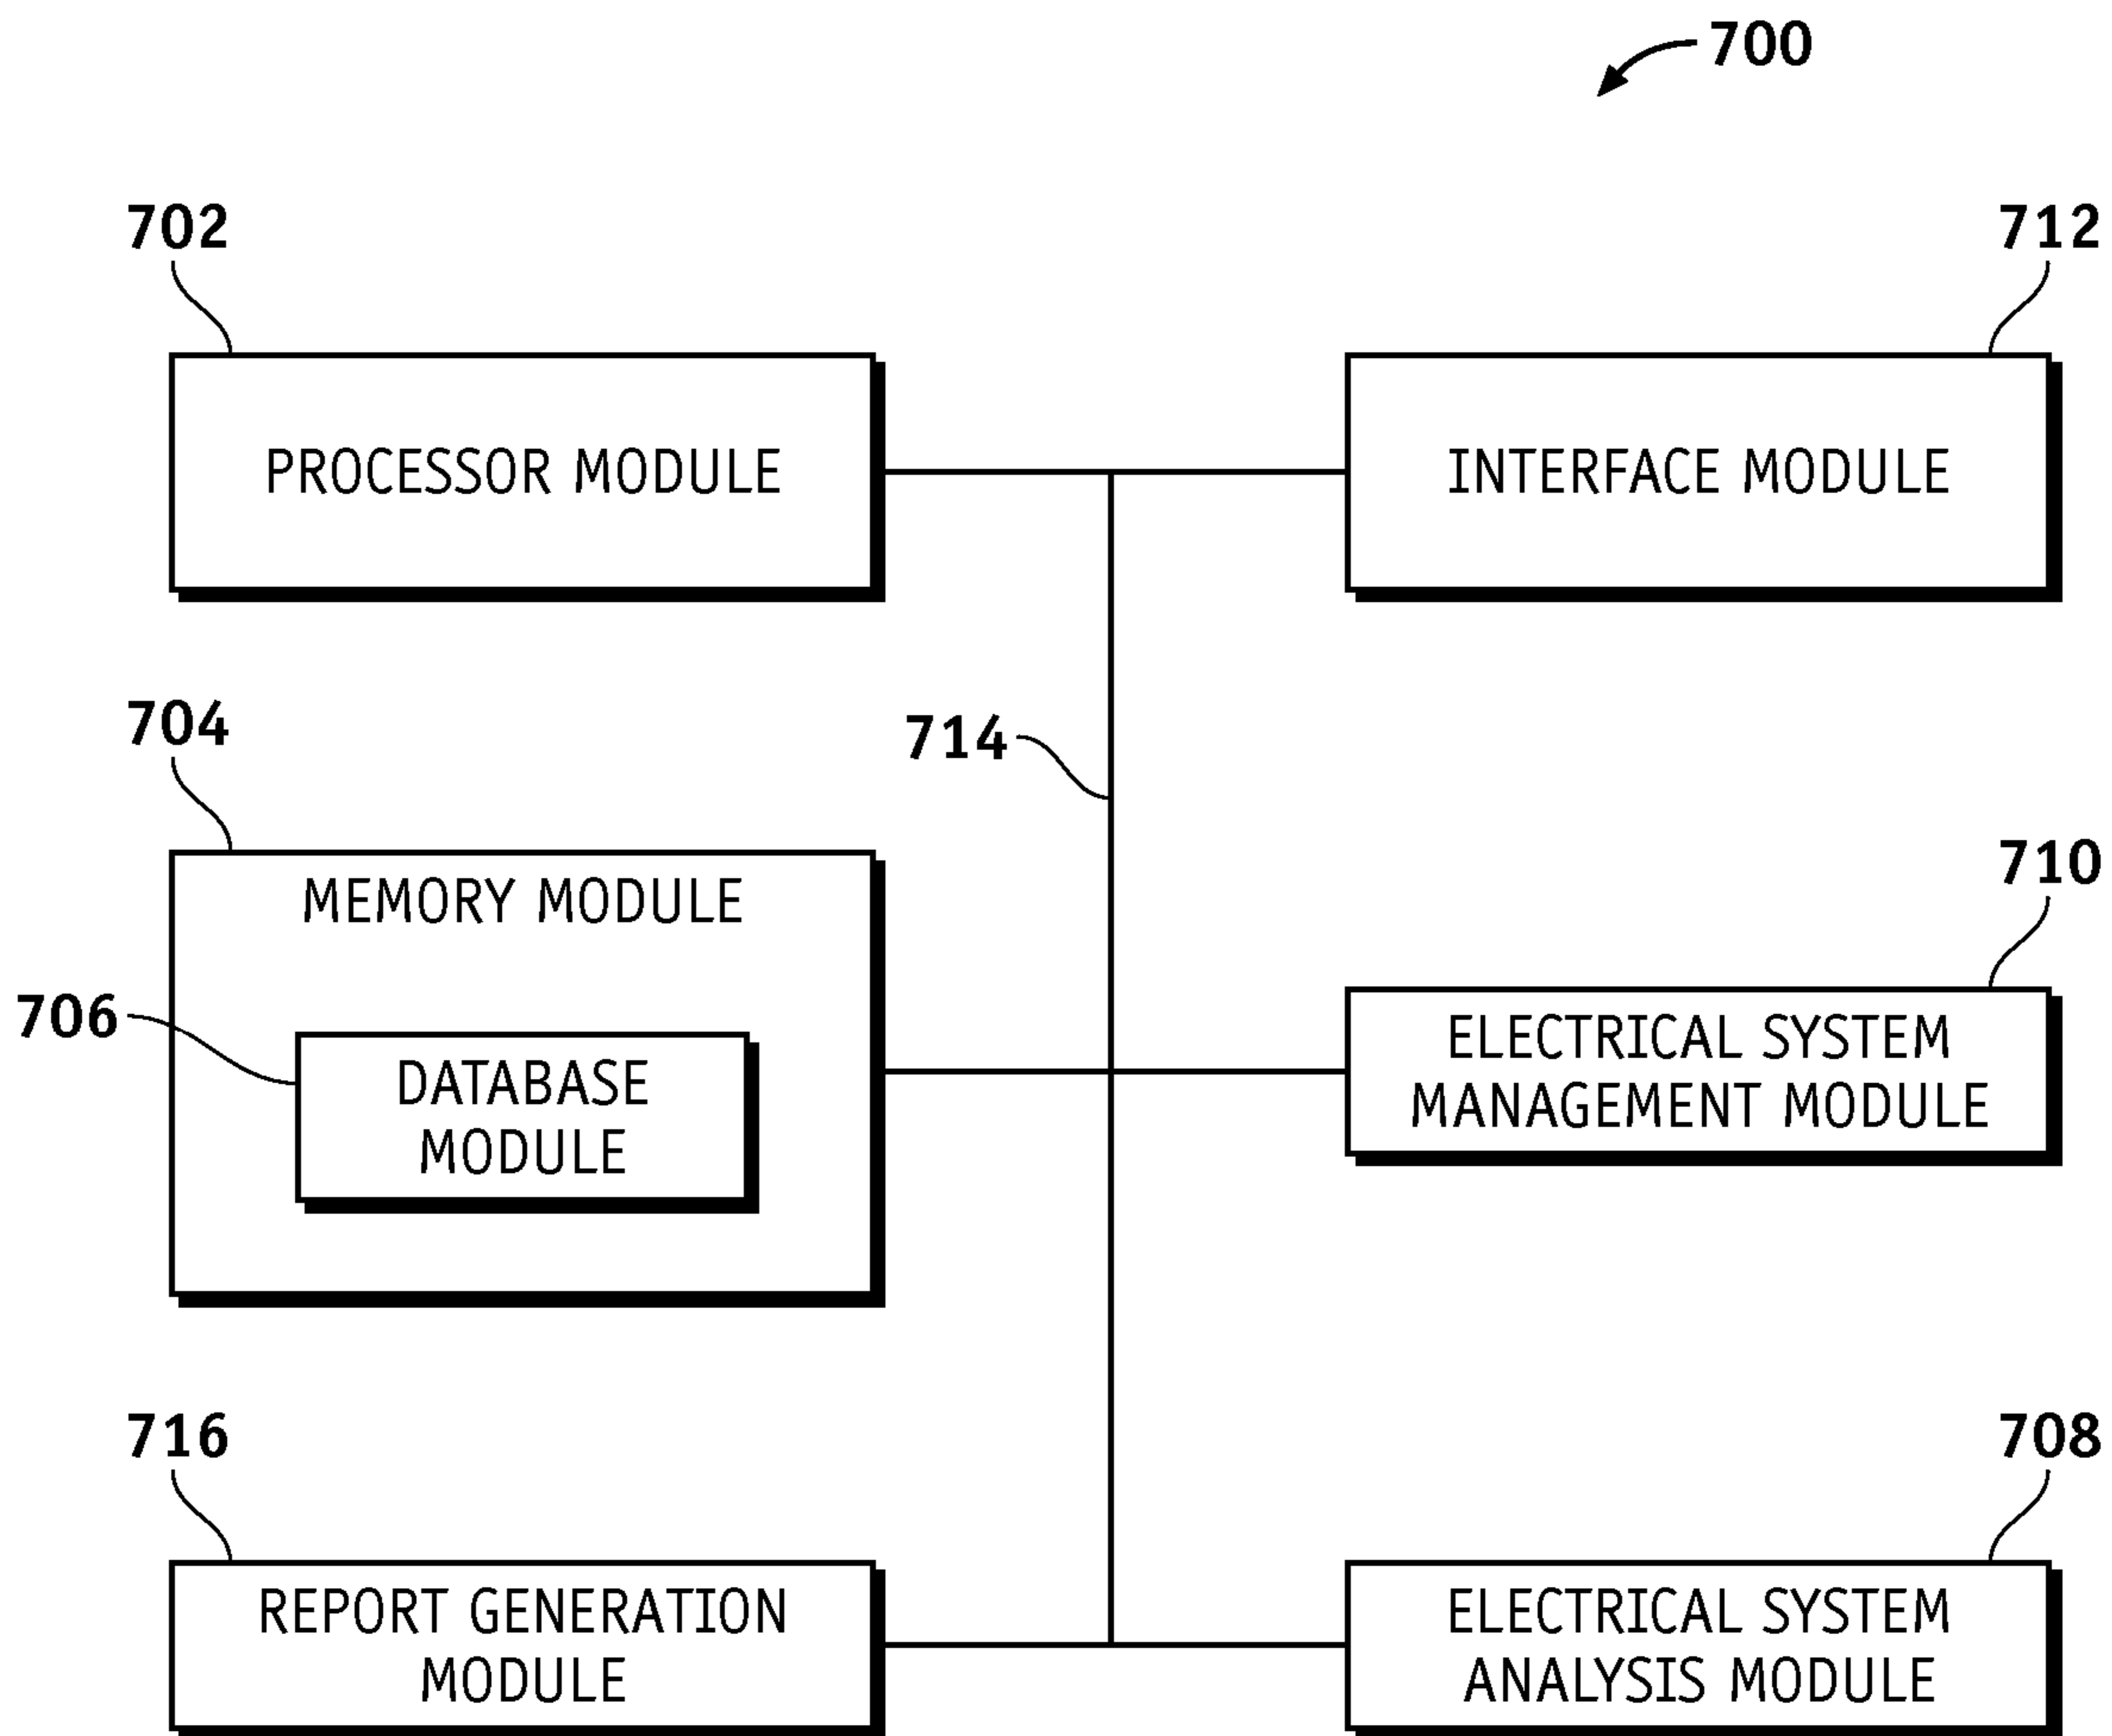 700
702
712
PROCESSOR MODULE
INTERFACE MODULE
704
714
MEMORY MODULE
710
706
DATABASE
MODULE
ELECTRICAL SYSTEM
MANAGEMENT MODULE
716
708
REPORT GENERATION
MODULE
ELECTRICAL SYSTEM
ANALYSIS MODULE